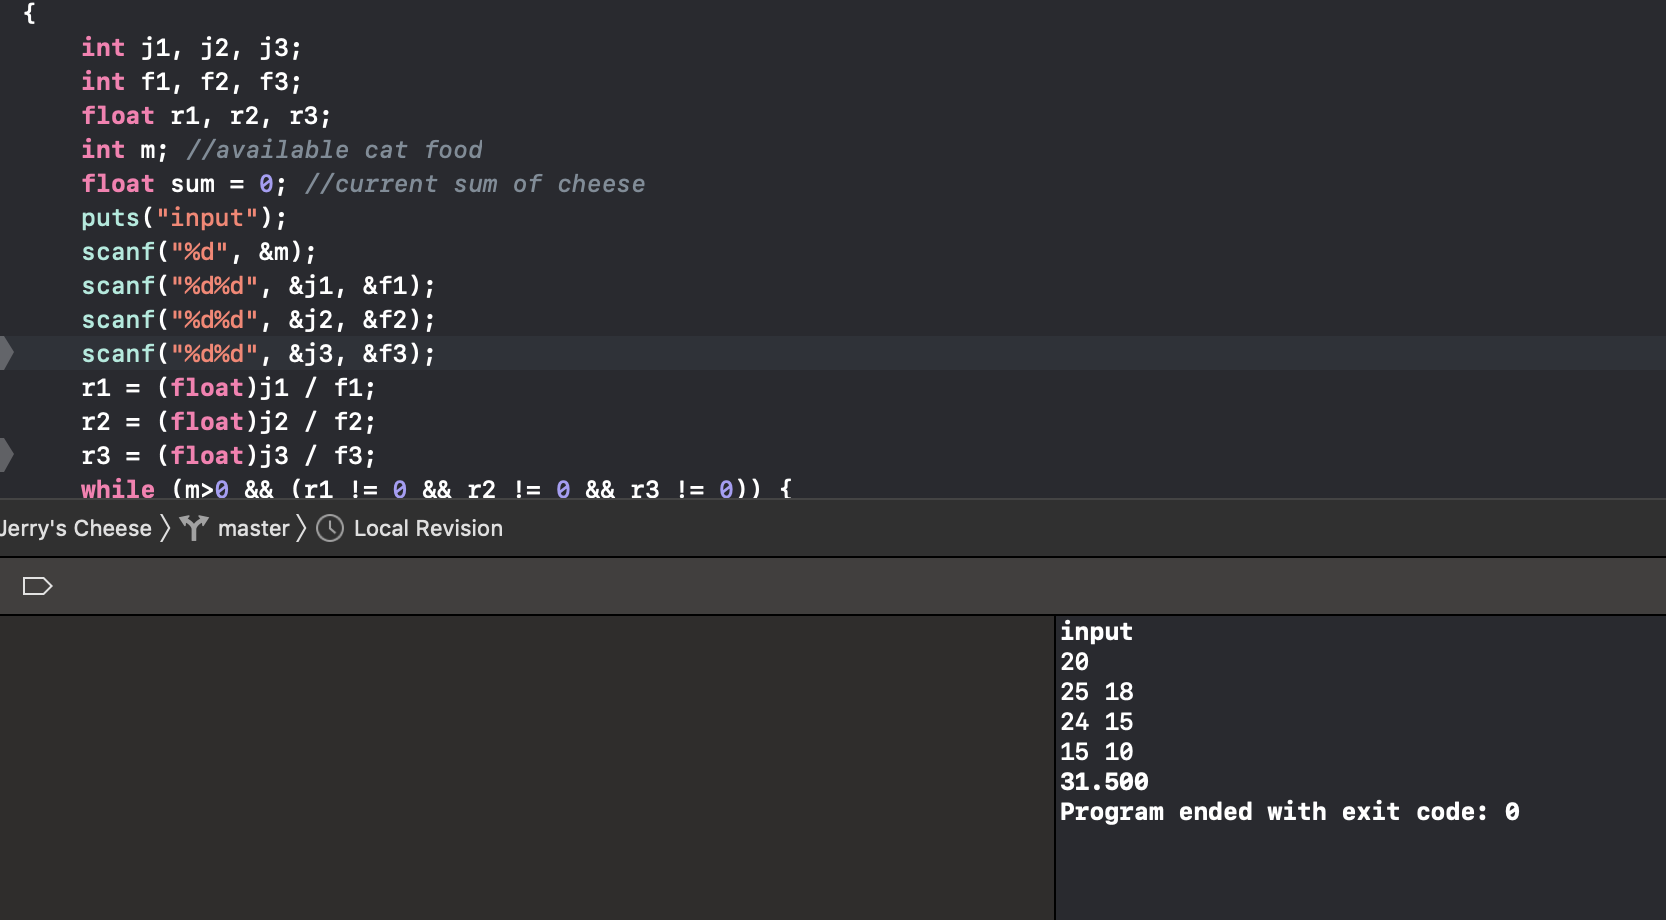 {
int j1, j2, j3;
int f1, f2, f3;
float r1, r2, r3;
int m; //available cat food
float sum = 0; //current sum of cheese
puts("input");
scanf("%d", &m);
scanf("%d%d", &j1, &f1);
scanf("%d%d", &j2, &f2);
scanf("%d%d", &j3, &f3);
r1 = (float)j1 / f1;
r2 = (float)j2 / f2;
r3 = (float)j3 / f3;
while (m>0 && (r1 != 0 && r2 != 0 && r3 != 0)) {
Jerry's Cheese master Local Revision
input
20
25 18
24 15
15 10
31.500
Program ended with exit code: 0